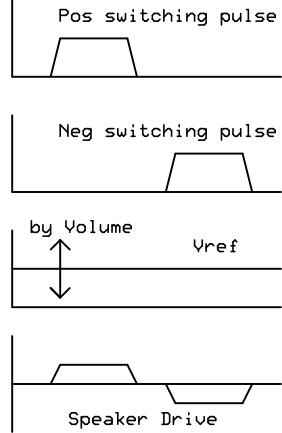 Pos switching pulse
Neg switching pulse
by Volume
Vref
Speaker Drive